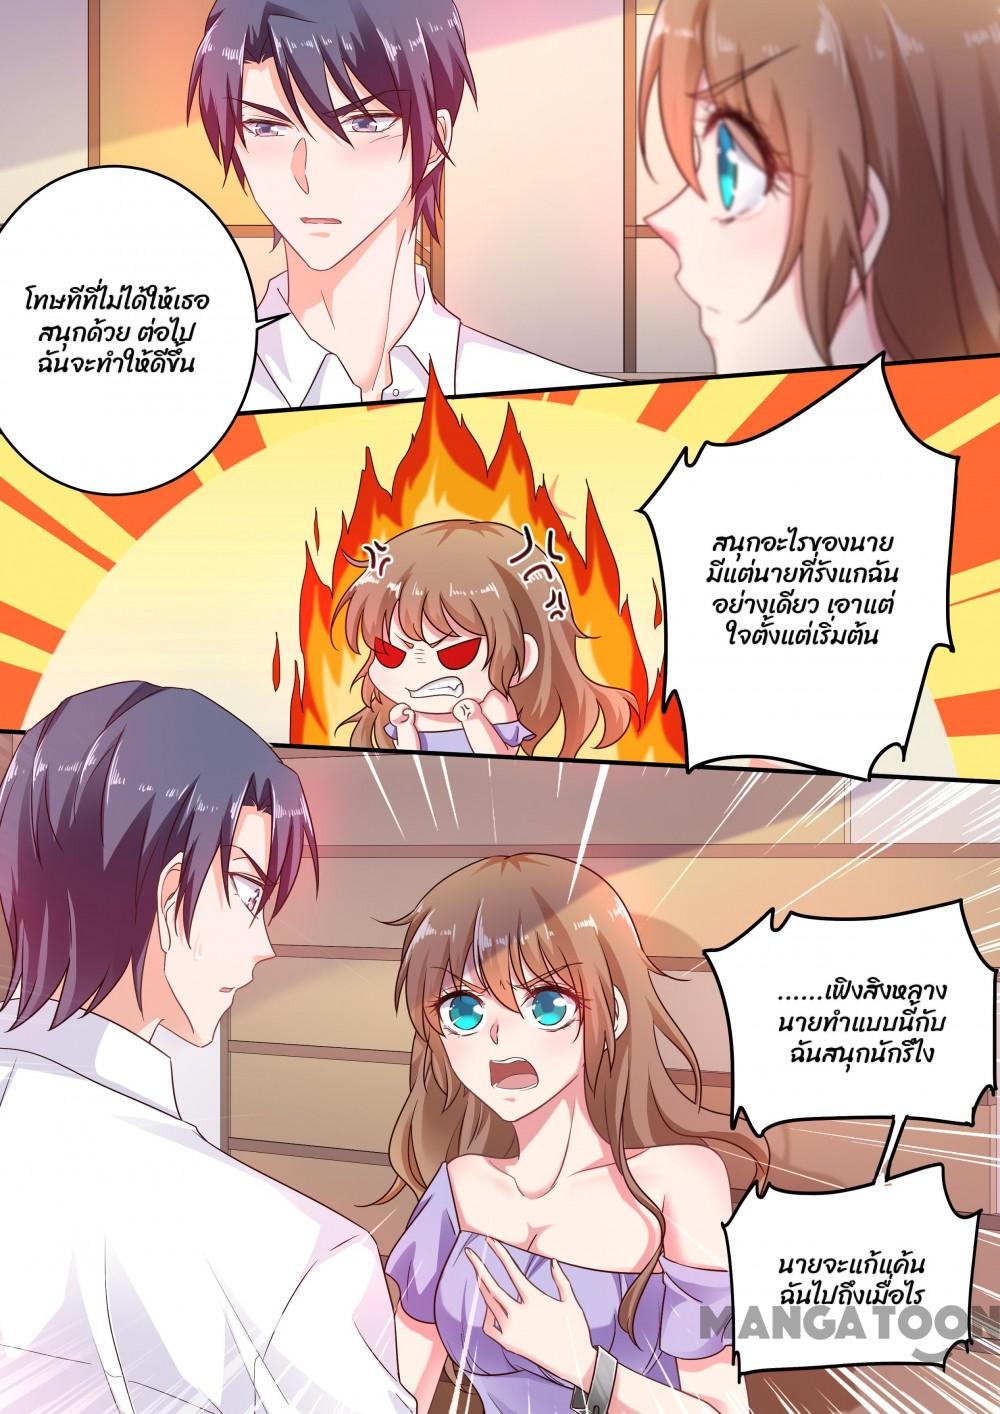 โทษทีที่ไม่ได้ให้เธอ
สนุกด้วย ต่อไป
ฉันจะทำให้ดีขึ้น
สนุกอะไรของนาย
มีแต่นายที่รังแกฉัน
อย่างเดียว เอาแต่
ใจตั้งแต่เริ่มต้น
......เฟิงสิงหลาง
นายทำแบบนี้กับ
ฉันสนุกนักรึไง
นายจะแก้แค้น
ฉันไปถึงเมื่อไร
MANGATOON